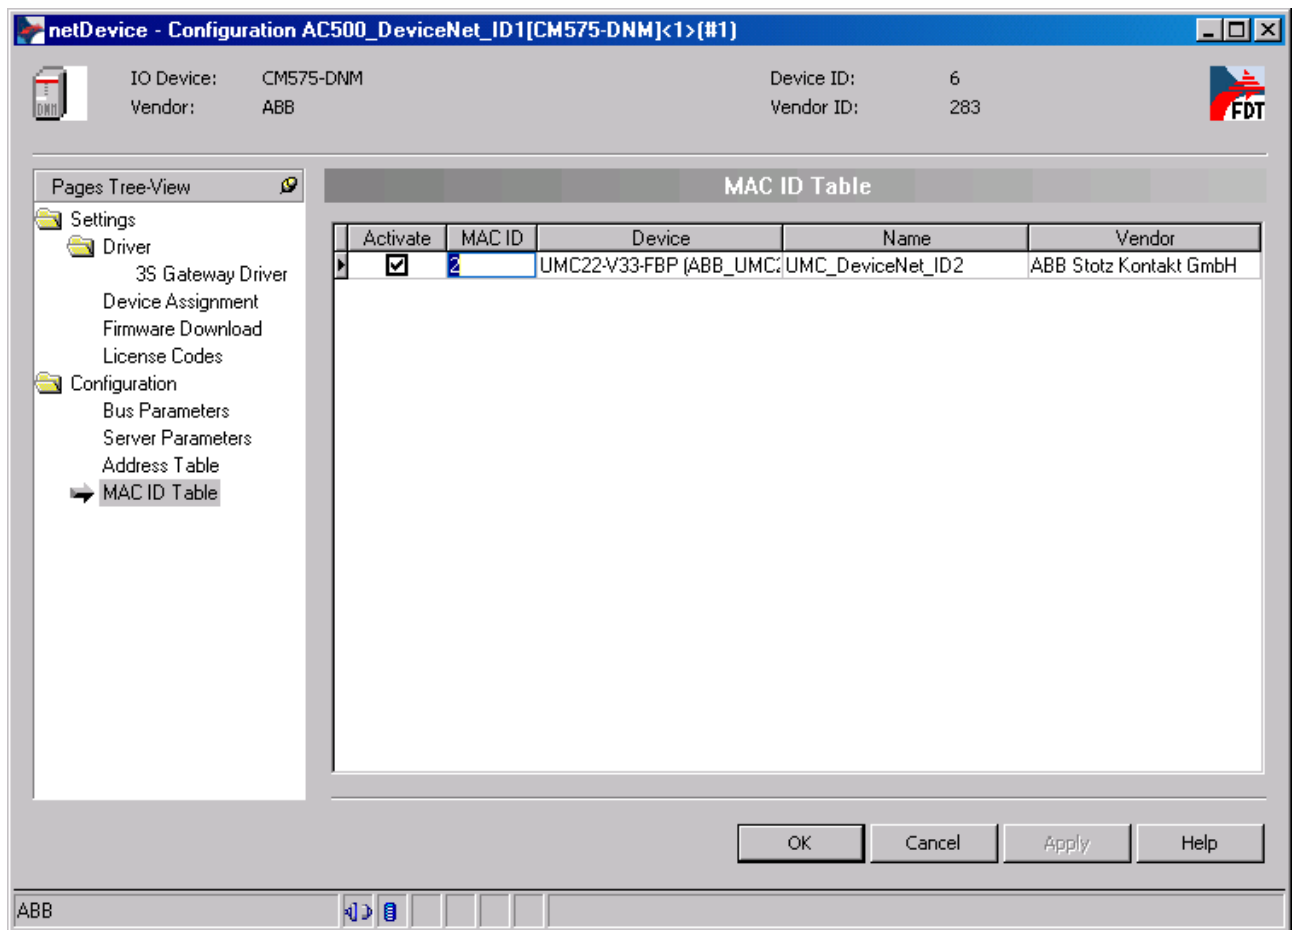 netDevice - Configuration AC500_DeviceNet_ID1[CM575-DNM]<1>(#1)
IO Device: CM575-DNM Device ID: 6
Vendor: ABB Vendor ID: 283
DNM
FDT
Pages Tree-View
MAC ID Table
Settings
Driver
3S Gateway Driver
Device Assignment
Firmware Download
License Codes
Configuration
Bus Parameters
Server Parameters
Address Table
MAC ID Table
Activate MAC ID Device Name Vendor
2 UMC22-V33-FBP (ABB_UMC2 UMC_DeviceNet_ID2 ABB Stotz Kontakt GmbH
OK Cancel Apply Help
ABB